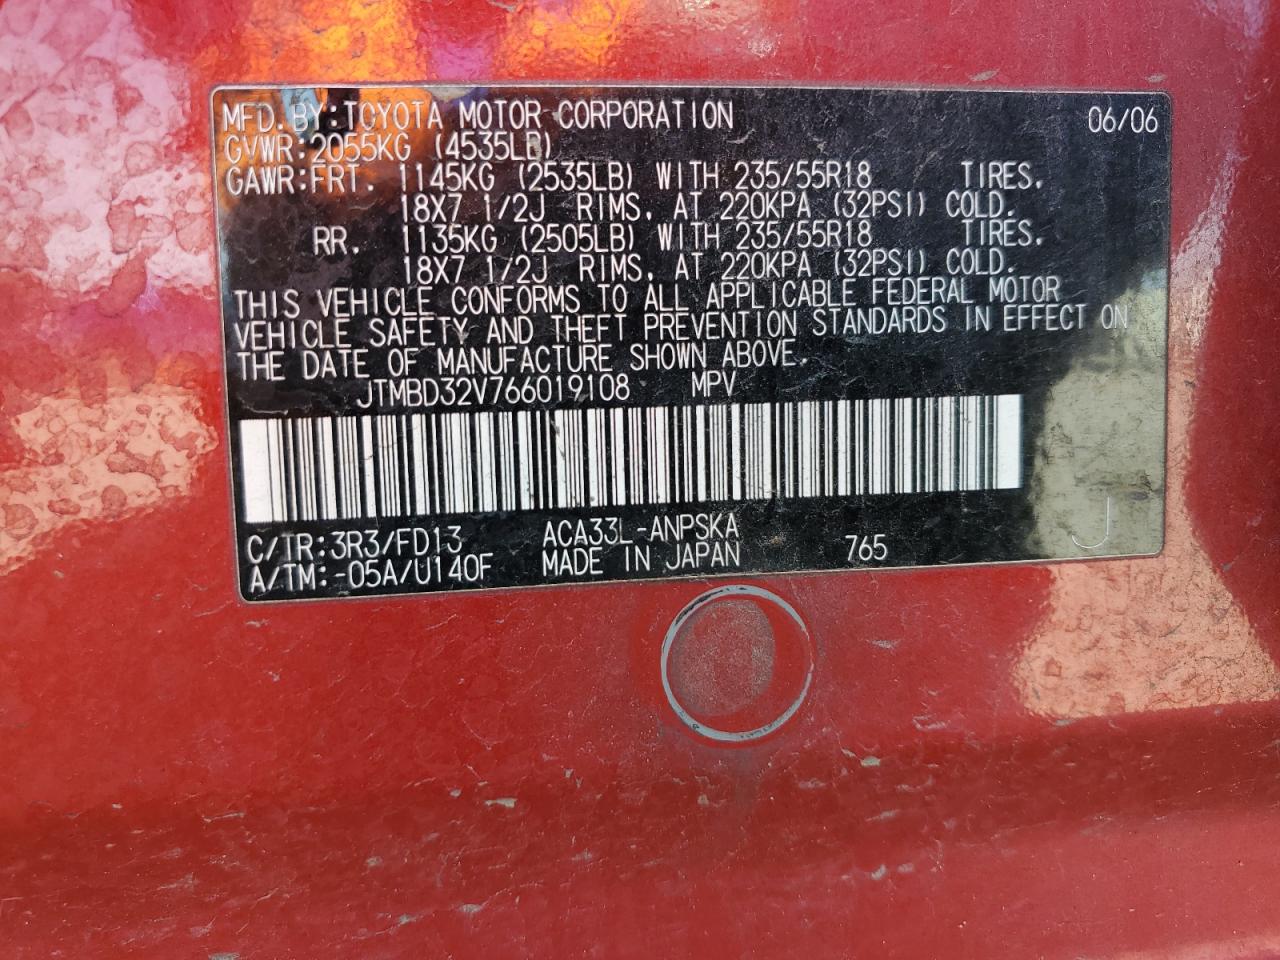 MFD. BY:TOYOTA MOTOR CORPORATION 06/06
GVWR:2055KG (4535LB)
GAWR:FRT. 1145KG (2535LB) WITH 235/55R18 TIRES,
18X7 1/2J RIMS, AT 220KPA (32PSI) COLD.
RR. 1135KG (2505LB) WITH 235/55R18 TIRES,
18X7 1/2J RIMS, AT 220KPA (32PSI) COLD.
THIS VEHICLE CONFORMS TO ALL APPLICABLE FEDERAL MOTOR
VEHICLE SAFETY AND THEFT PREVENTION STANDARDS IN EFFECT ON
THE DATE OF MANUFACTURE SHOWN ABOVE.
JTMBD32V766019108 MPV
C/TR:3R3/FD13 ACA33L-ANPSKA
A/TM:-05A/U140F MADE IN JAPAN 765 J